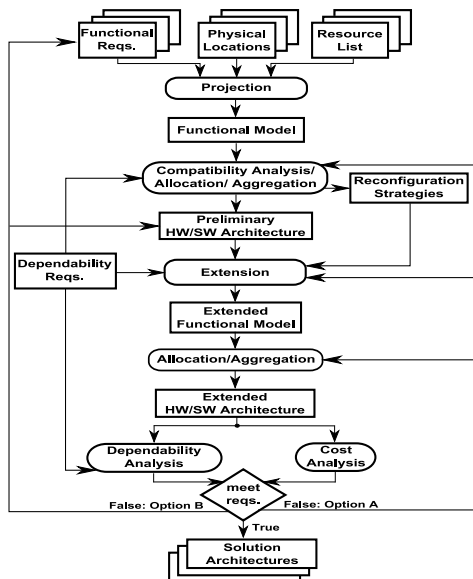 Functional
Reqs.
Physical
Locations
Resource
List
Projection
Functional Model
Compatibility Analysis/
Allocation/ Aggregation
Reconfiguration
Strategies
Preliminary
HW/SW Architecture
Dependability
Reqs.
Extension
Extended
Functional Model
Allocation/Aggregation
Extended
HW/SW Architecture
Dependability
Analysis
Cost
Analysis
meet
reqs.
False: Option B
False: Option A
True
Solution
Architectures